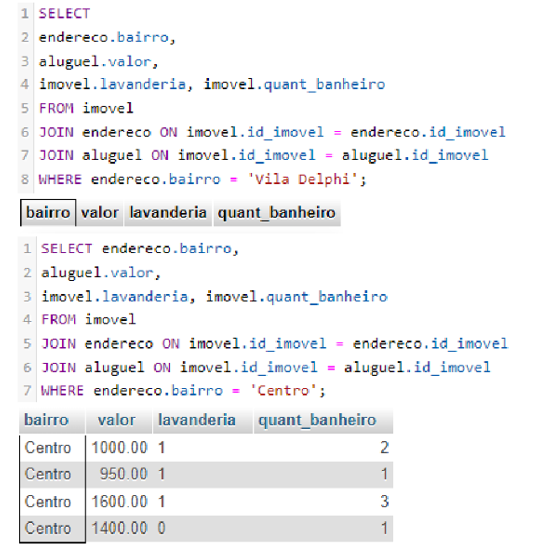 1 SELECT
2 endereco.bairro,
3 aluguel.valor,
4 imovel.lavanderia, imovel.quant_banheiro
5 FROM imovel
6 JOIN endereco ON imovel.id_imovel = endereco.id_imovel
7 JOIN aluguel ON imovel.id_imovel = aluguel.id_imovel
8 WHERE endereco.bairro = 'Vila Delphi';
bairro valor lavanderia quant_banheiro
1 SELECT endereco.bairro,
2 aluguel.valor,
3 imovel.lavanderia, imovel.quant_banheiro
4 FROM imovel
5 JOIN endereco ON imovel.id_imovel = endereco.id_imovel
6 JOIN aluguel ON imovel.id_imovel = aluguel.id_imovel
7 WHERE endereco.bairro = 'Centro';
bairro valor lavanderia quant_banheiro
Centro 1000.00 1 2
Centro 950.00 1 1
Centro 1600.00 1 3
Centro 1400.00 0 1